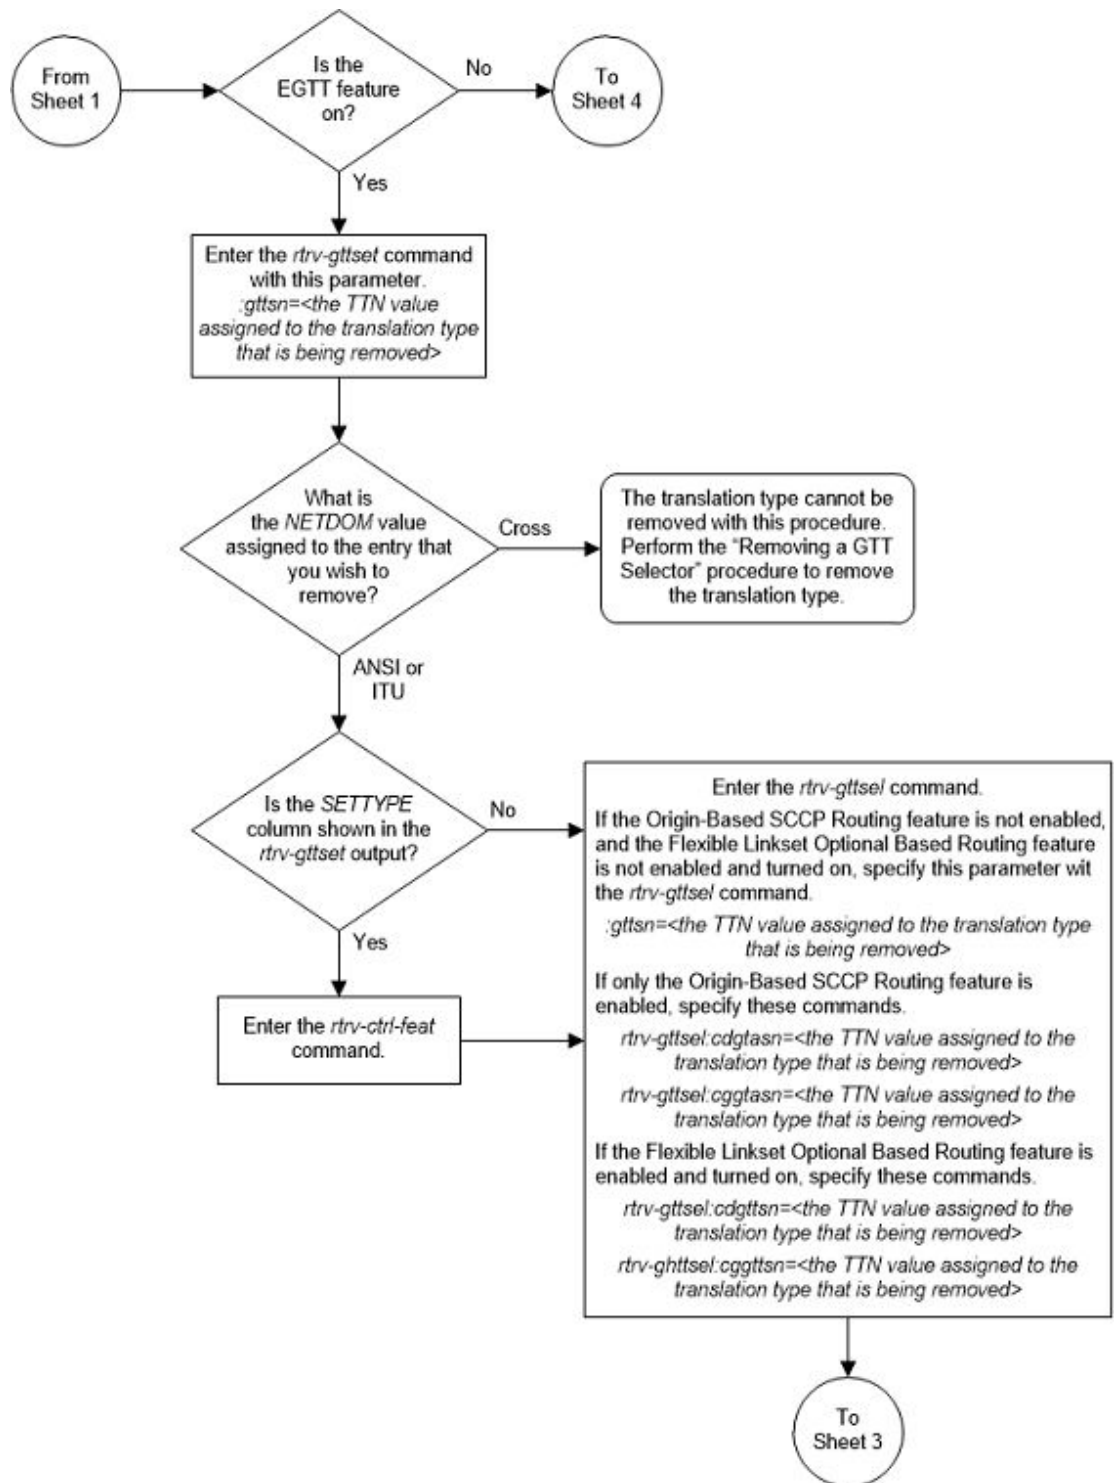 From
Sheet 1
Is the
EGTT feature
on?
No
To
Sheet 4
Yes
Enter the rtrv-gttset command
with this parameter.
:gttsn=<the TTN value
assigned to the translation type
that is being removed>
What is
the NETDOM value
assigned to the entry that
you wish to
remove?
Cross
The translation type cannot be
removed with this procedure.
Perform the “Removing a GTT
Selector” procedure to remove
the translation type.
ANSI or
ITU
Is the SETTYPE
column shown in the
rtrv-gttset output?
No
Yes
Enter the rtrv-ctrl-feat
command.
Enter the rtrv-gttsel command.
If the Origin-Based SCCP Routing feature is not enabled,
and the Flexible Linkset Optional Based Routing feature
is not enabled and turned on, specify this parameter wit
the rtrv-gttsel command.
:gttsn=<the TTN value assigned to the translation type
that is being removed>
If only the Origin-Based SCCP Routing feature is
enabled, specify these commands.
rtrv-gttsel:cdgtasn=<the TTN value assigned to the
translation type that is being removed>
rtrv-gttsel:cggtasn=<the TTN value assigned to the
translation type that is being removed>
If the Flexible Linkset Optional Based Routing feature is
enabled and turned on, specify these commands.
rtrv-gttsel:cdgttsn=<the TTN value assigned to the
translation type that is being removed>
rtrv-ghttsel:cggttsn=<the TTN value assigned to the
translation type that is being removed>
To
Sheet 3